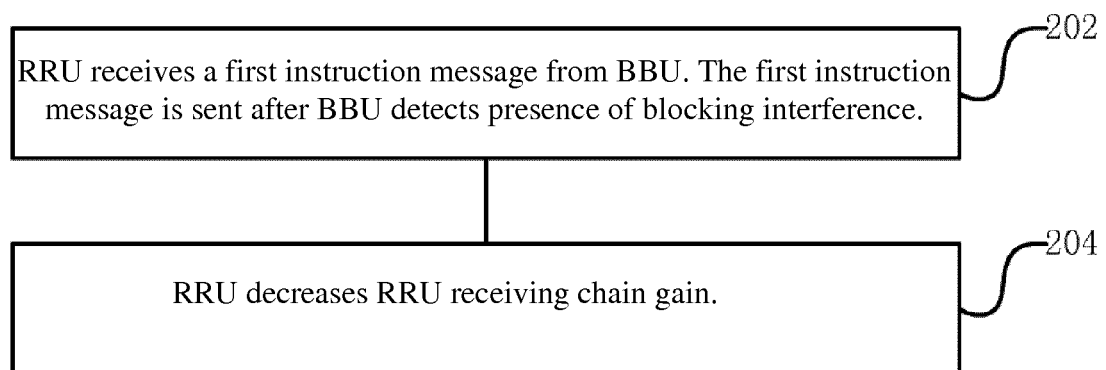 202
RRU receives a first instruction message from BBU. The first instruction
message is sent after BBU detects presence of blocking interference.
204
RRU decreases RRU receiving chain gain.